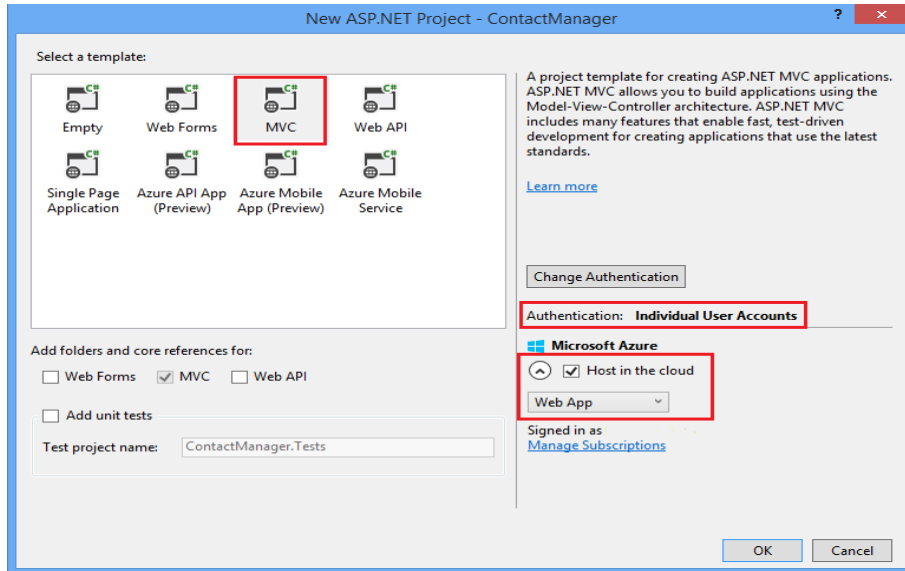 New ASP.NET Project - ContactManager
?
Select a template:
C#
Empty
C#
Web Forms
C#
MVC
C#
Web API
C#
Single Page
Application
C#
Azure API App
(Preview)
C#
Azure Mobile
App (Preview)
C#
Azure Mobile
Service
A project template for creating ASP.NET MVC applications.
ASP.NET MVC allows you to build applications using the
Model-View-Controller architecture. ASP.NET MVC
includes many features that enable fast, test-driven
development for creating applications that use the latest
standards.
Learn more
Change Authentication
Authentication: Individual User Accounts
Microsoft Azure
Host in the cloud
Web App
Signed in as
Manage Subscriptions
Add folders and core references for:
Web Forms
MVC
Web API
Add unit tests
Test project name:
ContactManager.Tests
OK
Cancel